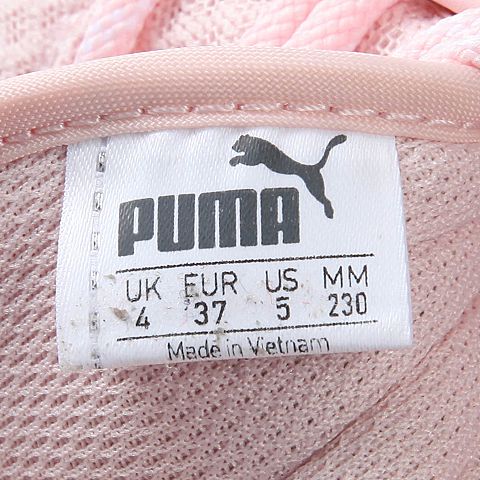 PUMA
UK EUR US MM
4 37 5 230
Made in Vietnam